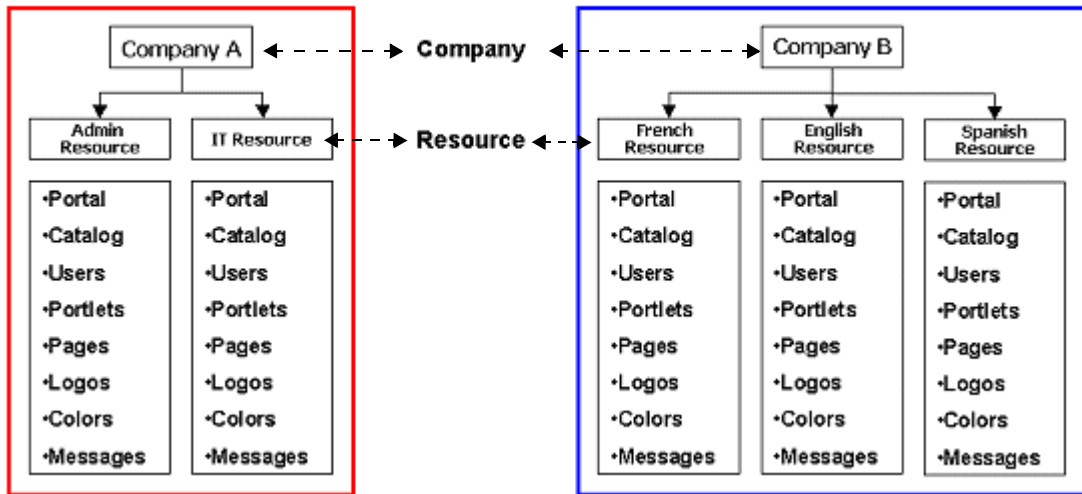 Company A
Company
Company B
Admin
Resource
IT Resource
Resource
French
Resource
English
Resource
Spanish
Resource
•Portal
•Catalog
•Users
•Portlets
•Pages
•Logos
•Colors
•Messages
•Portal
•Catalog
•Users
•Portlets
•Pages
•Logos
•Colors
•Messages
•Portal
•Catalog
•Users
•Portlets
•Pages
•Logos
•Colors
•Messages
•Portal
•Catalog
•Users
•Portlets
•Pages
•Logos
•Colors
•Messages
•Portal
•Catalog
•Users
•Portlets
•Pages
•Logos
•Colors
•Messages